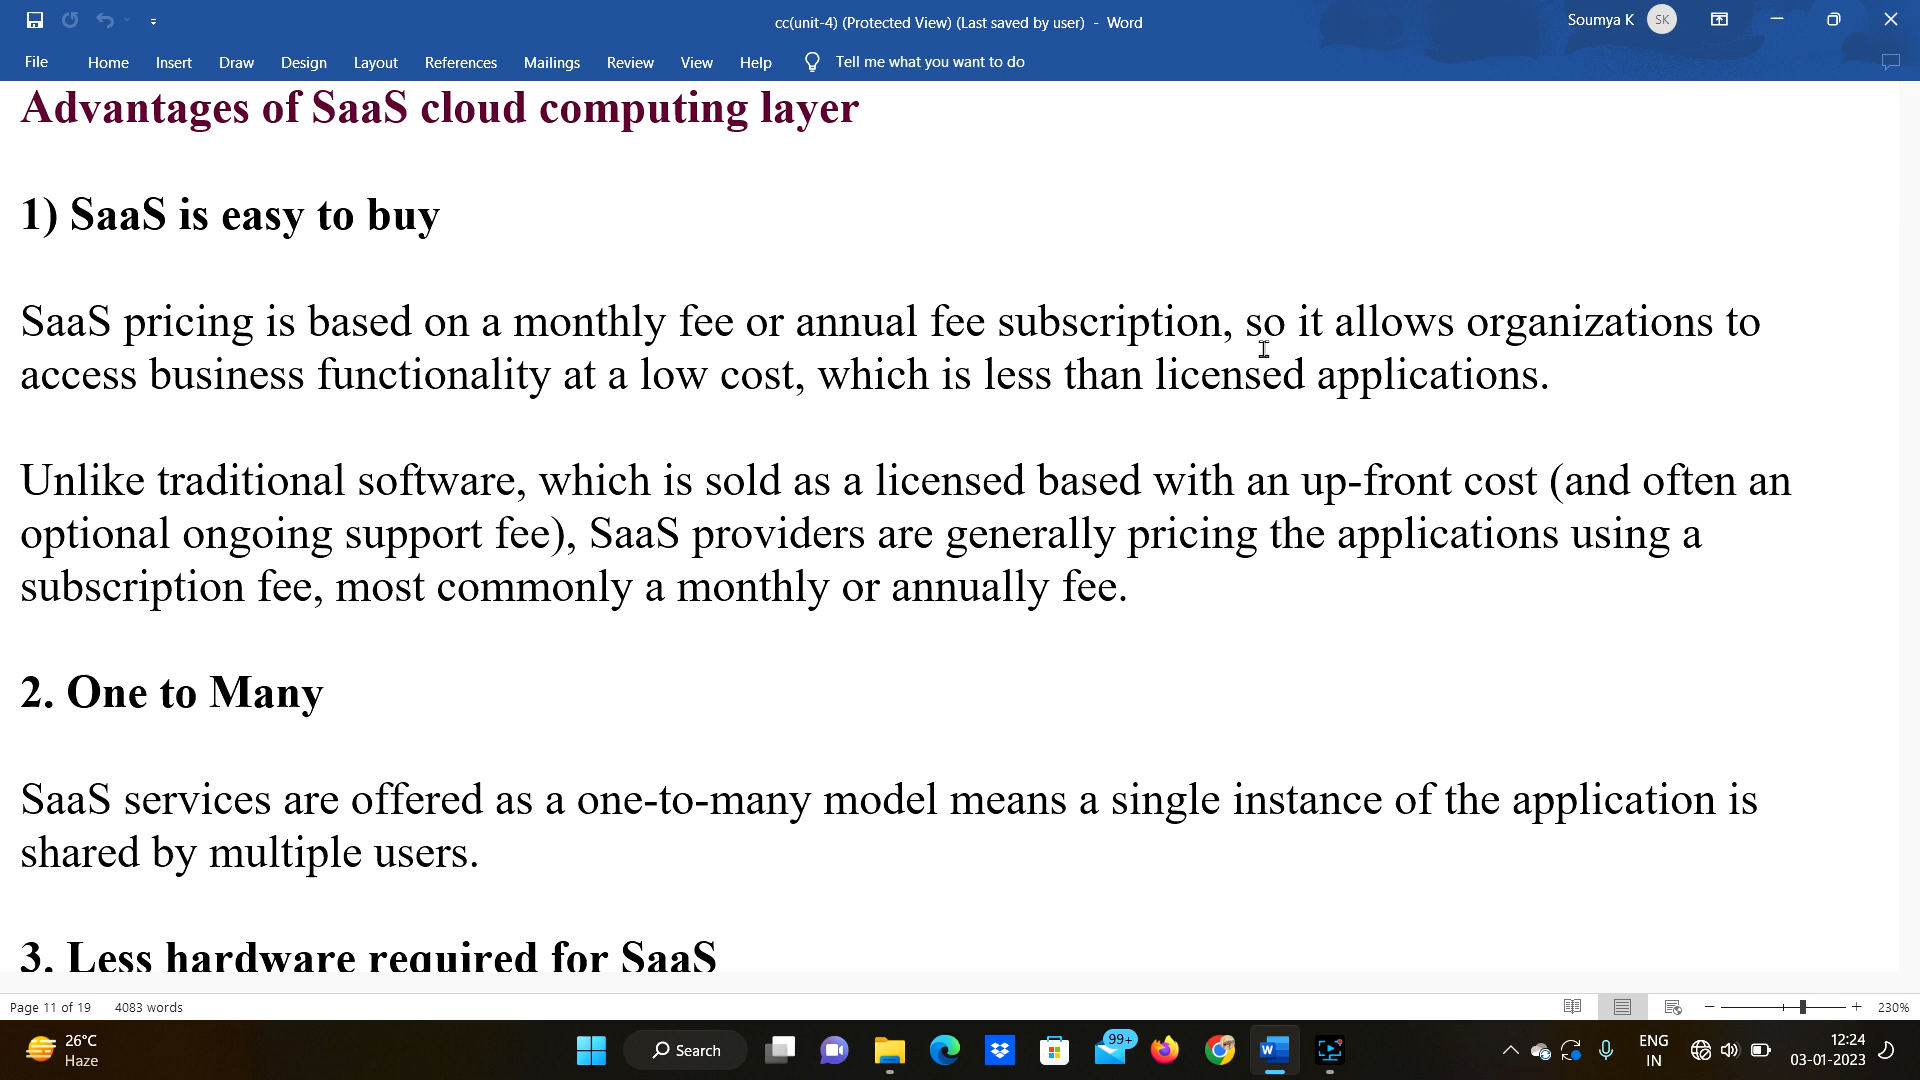 cc(unit-4) (Protected View) (Last saved by user) - Word
Soumya K
SK
File Home Insert Draw Design Layout References Mailings Review View Help Tell me what you want to do
Advantages of SaaS cloud computing layer
1) SaaS is easy to buy
SaaS pricing is based on a monthly fee or annual fee subscription, so it allows organizations to
access business functionality at a low cost, which is less than licensed applications.
Unlike traditional software, which is sold as a licensed based with an up-front cost (and often an
optional ongoing support fee), SaaS providers are generally pricing the applications using a
subscription fee, most commonly a monthly or annually fee.
2. One to Many
SaaS services are offered as a one-to-many model means a single instance of the application is
shared by multiple users.
3. Less hardware required for SaaS
Page 11 of 19 4083 words
230%
26°C
Haze
Search
99+
ENG
IN
12:24
03-01-2023